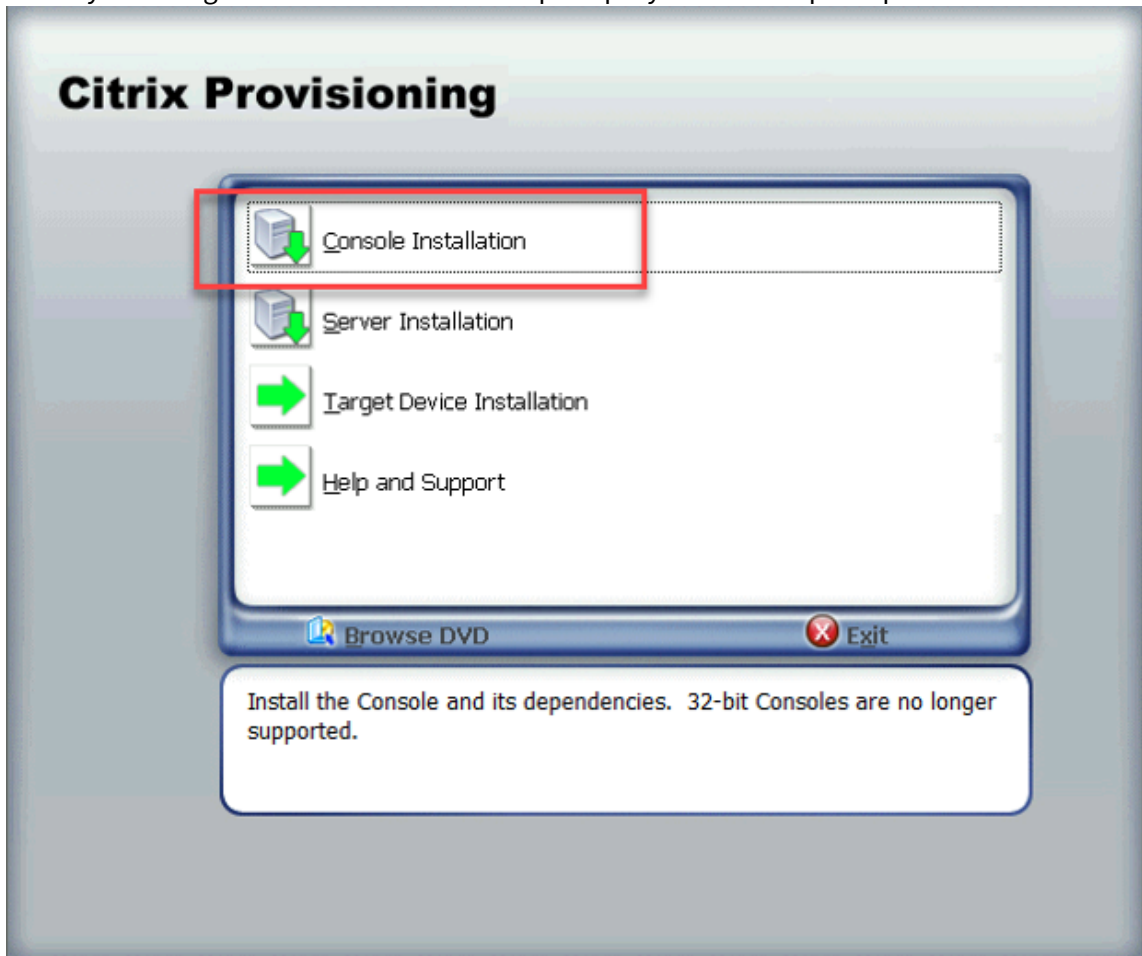 Citrix Provisioning
Console Installation
Server Installation
Target Device Installation
Help and Support
Browse DVD
Exit
Install the Console and its dependencies.  32-bit Consoles are no longer
supported.